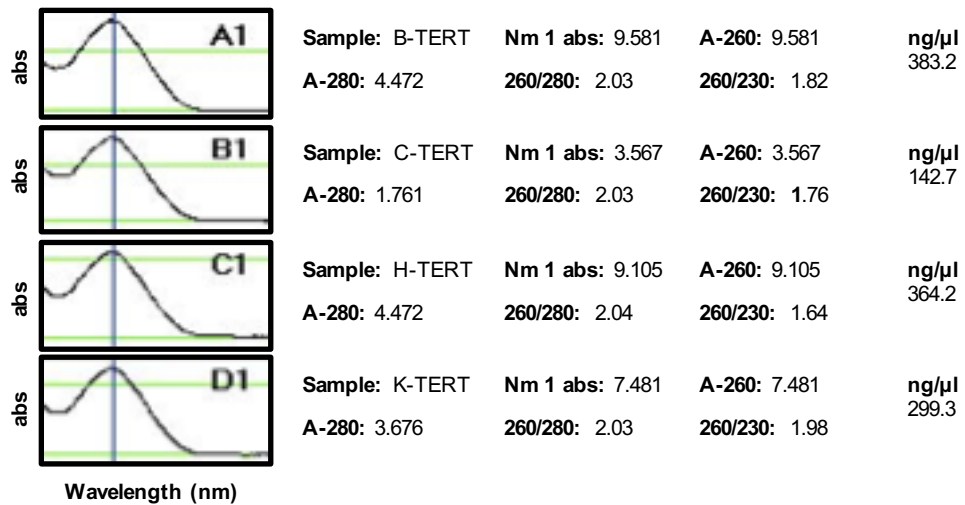 A1
abs
Sample: B-TERT Nm 1 abs: 9.581 A-260: 9.581 ng/µl
383.2
A-280: 4.472 260/280: 2.03 260/230: 1.82
B1
abs
Sample: C-TERT Nm 1 abs: 3.567 A-260: 3.567 ng/µl
142.7
A-280: 1.761 260/280: 2.03 260/230: 1.76
C1
abs
Sample: H-TERT Nm 1 abs: 9.105 A-260: 9.105 ng/µl
364.2
A-280: 4.472 260/280: 2.04 260/230: 1.64
D1
abs
Sample: K-TERT Nm 1 abs: 7.481 A-260: 7.481 ng/µl
299.3
A-280: 3.676 260/280: 2.03 260/230: 1.98
Wavelength (nm)